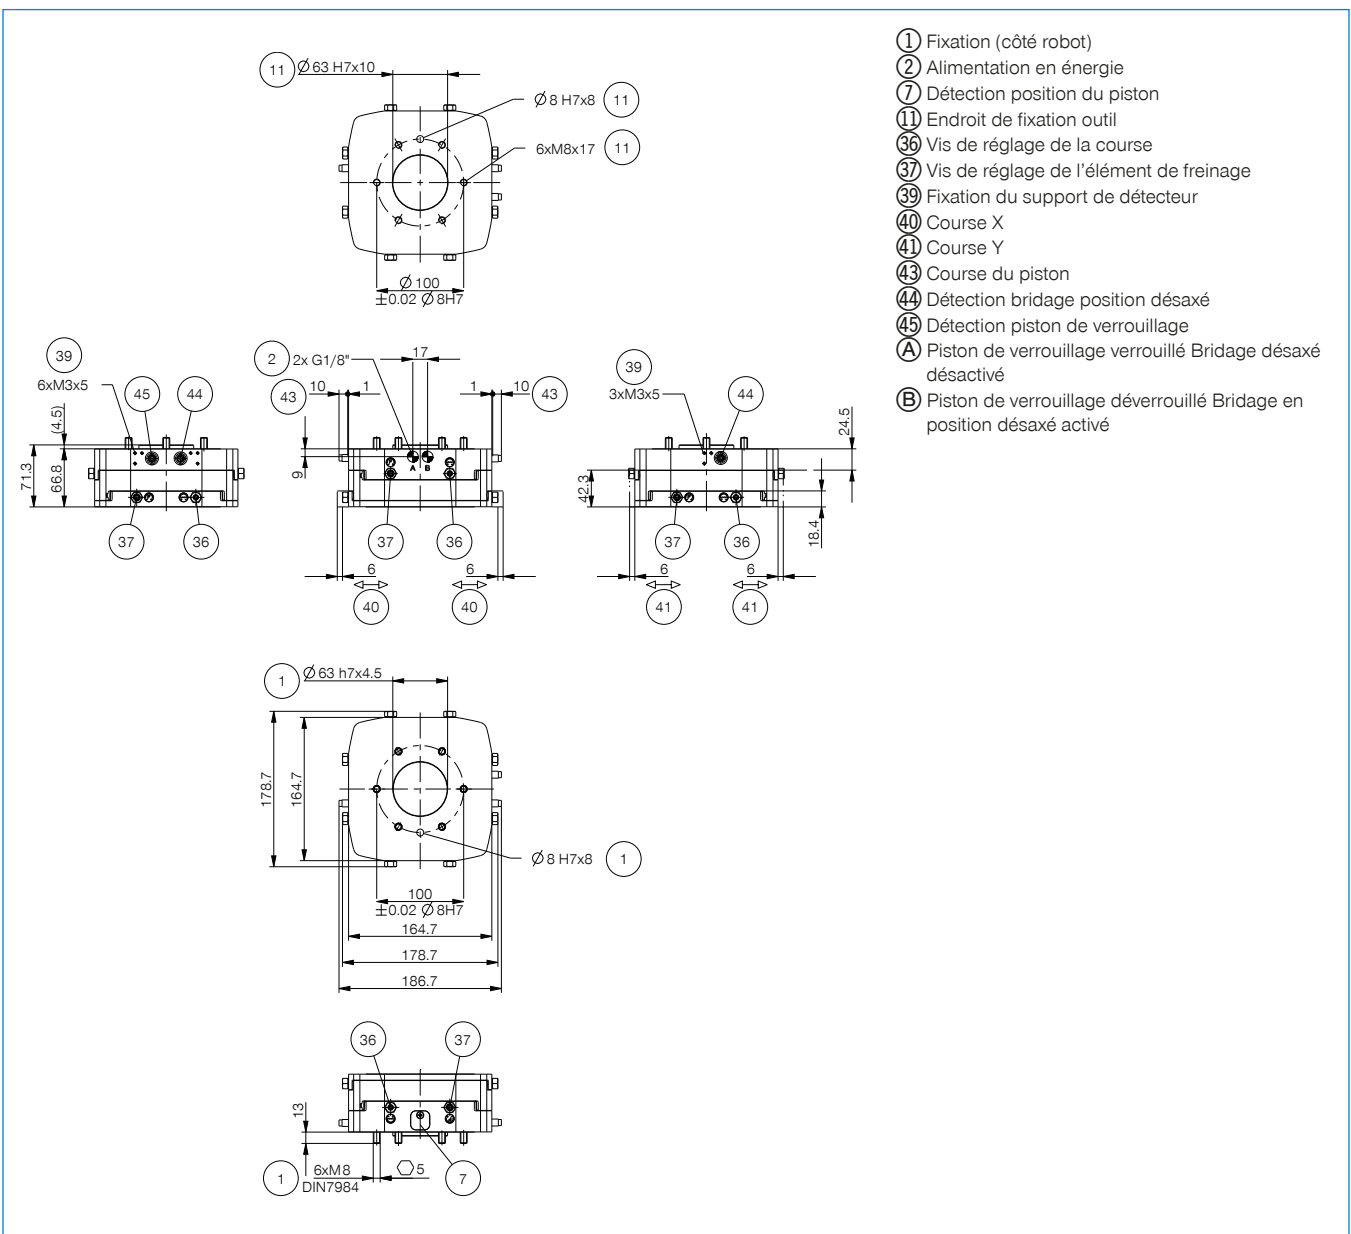 11 Ø 63 H7x10
Ø 8 H7x8 11
6xM8x17 11
Ø 100
±0.02 Ø 8H7
1 Fixation (côté robot)
2 Alimentation en énergie
7 Détection position du piston
11 Endroit de fixation outil
36 Vis de réglage de la course
37 Vis de réglage de l'élément de freinage
39 Fixation du support de détecteur
40 Course X
41 Course Y
43 Course du piston
44 Détection bridage position désaxé
45 Détection piston de verrouillage
A Piston de verrouillage verrouillé Bridage désaxé
désactivé
B Piston de verrouillage déverrouillé Bridage en
position désaxé activé
39
6xM3x5
45
44
(4.5)
71.3
66.8
37
36
2 2x G1/8"
17
43
10
1
1
10
43
9
A B
37
36
6
6
40
40
39
3xM3x5
44
24.5
42.3
18.4
37
36
6
6
41
41
1 Ø 63 h7x4.5
178.7
164.7
Ø 8 H7x8 1
100
±0.02 Ø 8H7
164.7
178.7
186.7
36
37
13
1
6xM8
DIN7984
5
7